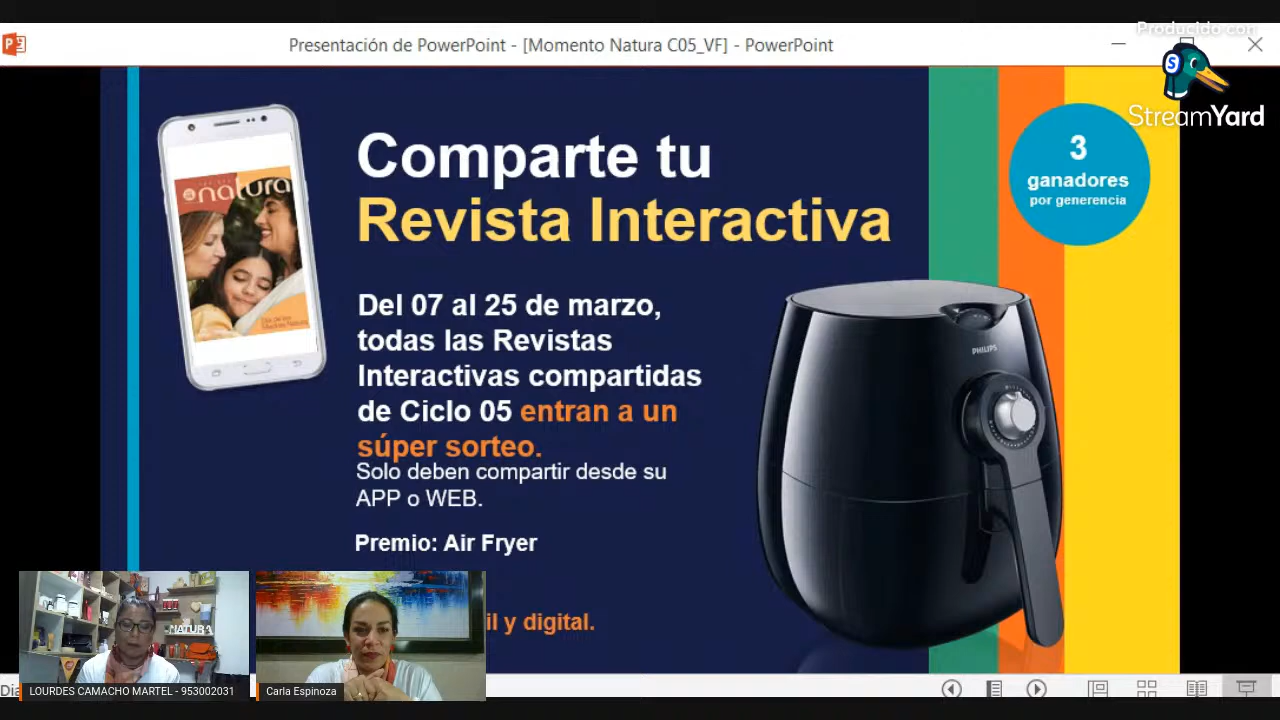 Presentación de PowerPoint - [Momento Natura C05_VF] - PowerPoint
Producido con
StreamYard
natura
Comparte tu
Revista Interactiva
3
ganadores
por generencia
Del 07 al 25 de marzo,
todas las Revistas
Interactivas compartidas
de Ciclo 05 entran a un
súper sorteo.
Solo deben compartir desde su
APP o WEB.
Premio: Air Fryer
PHILIPS
il y digital.
NATURA
LOURDES CAMACHO MARTEL - 953002031
Carla Espinoza